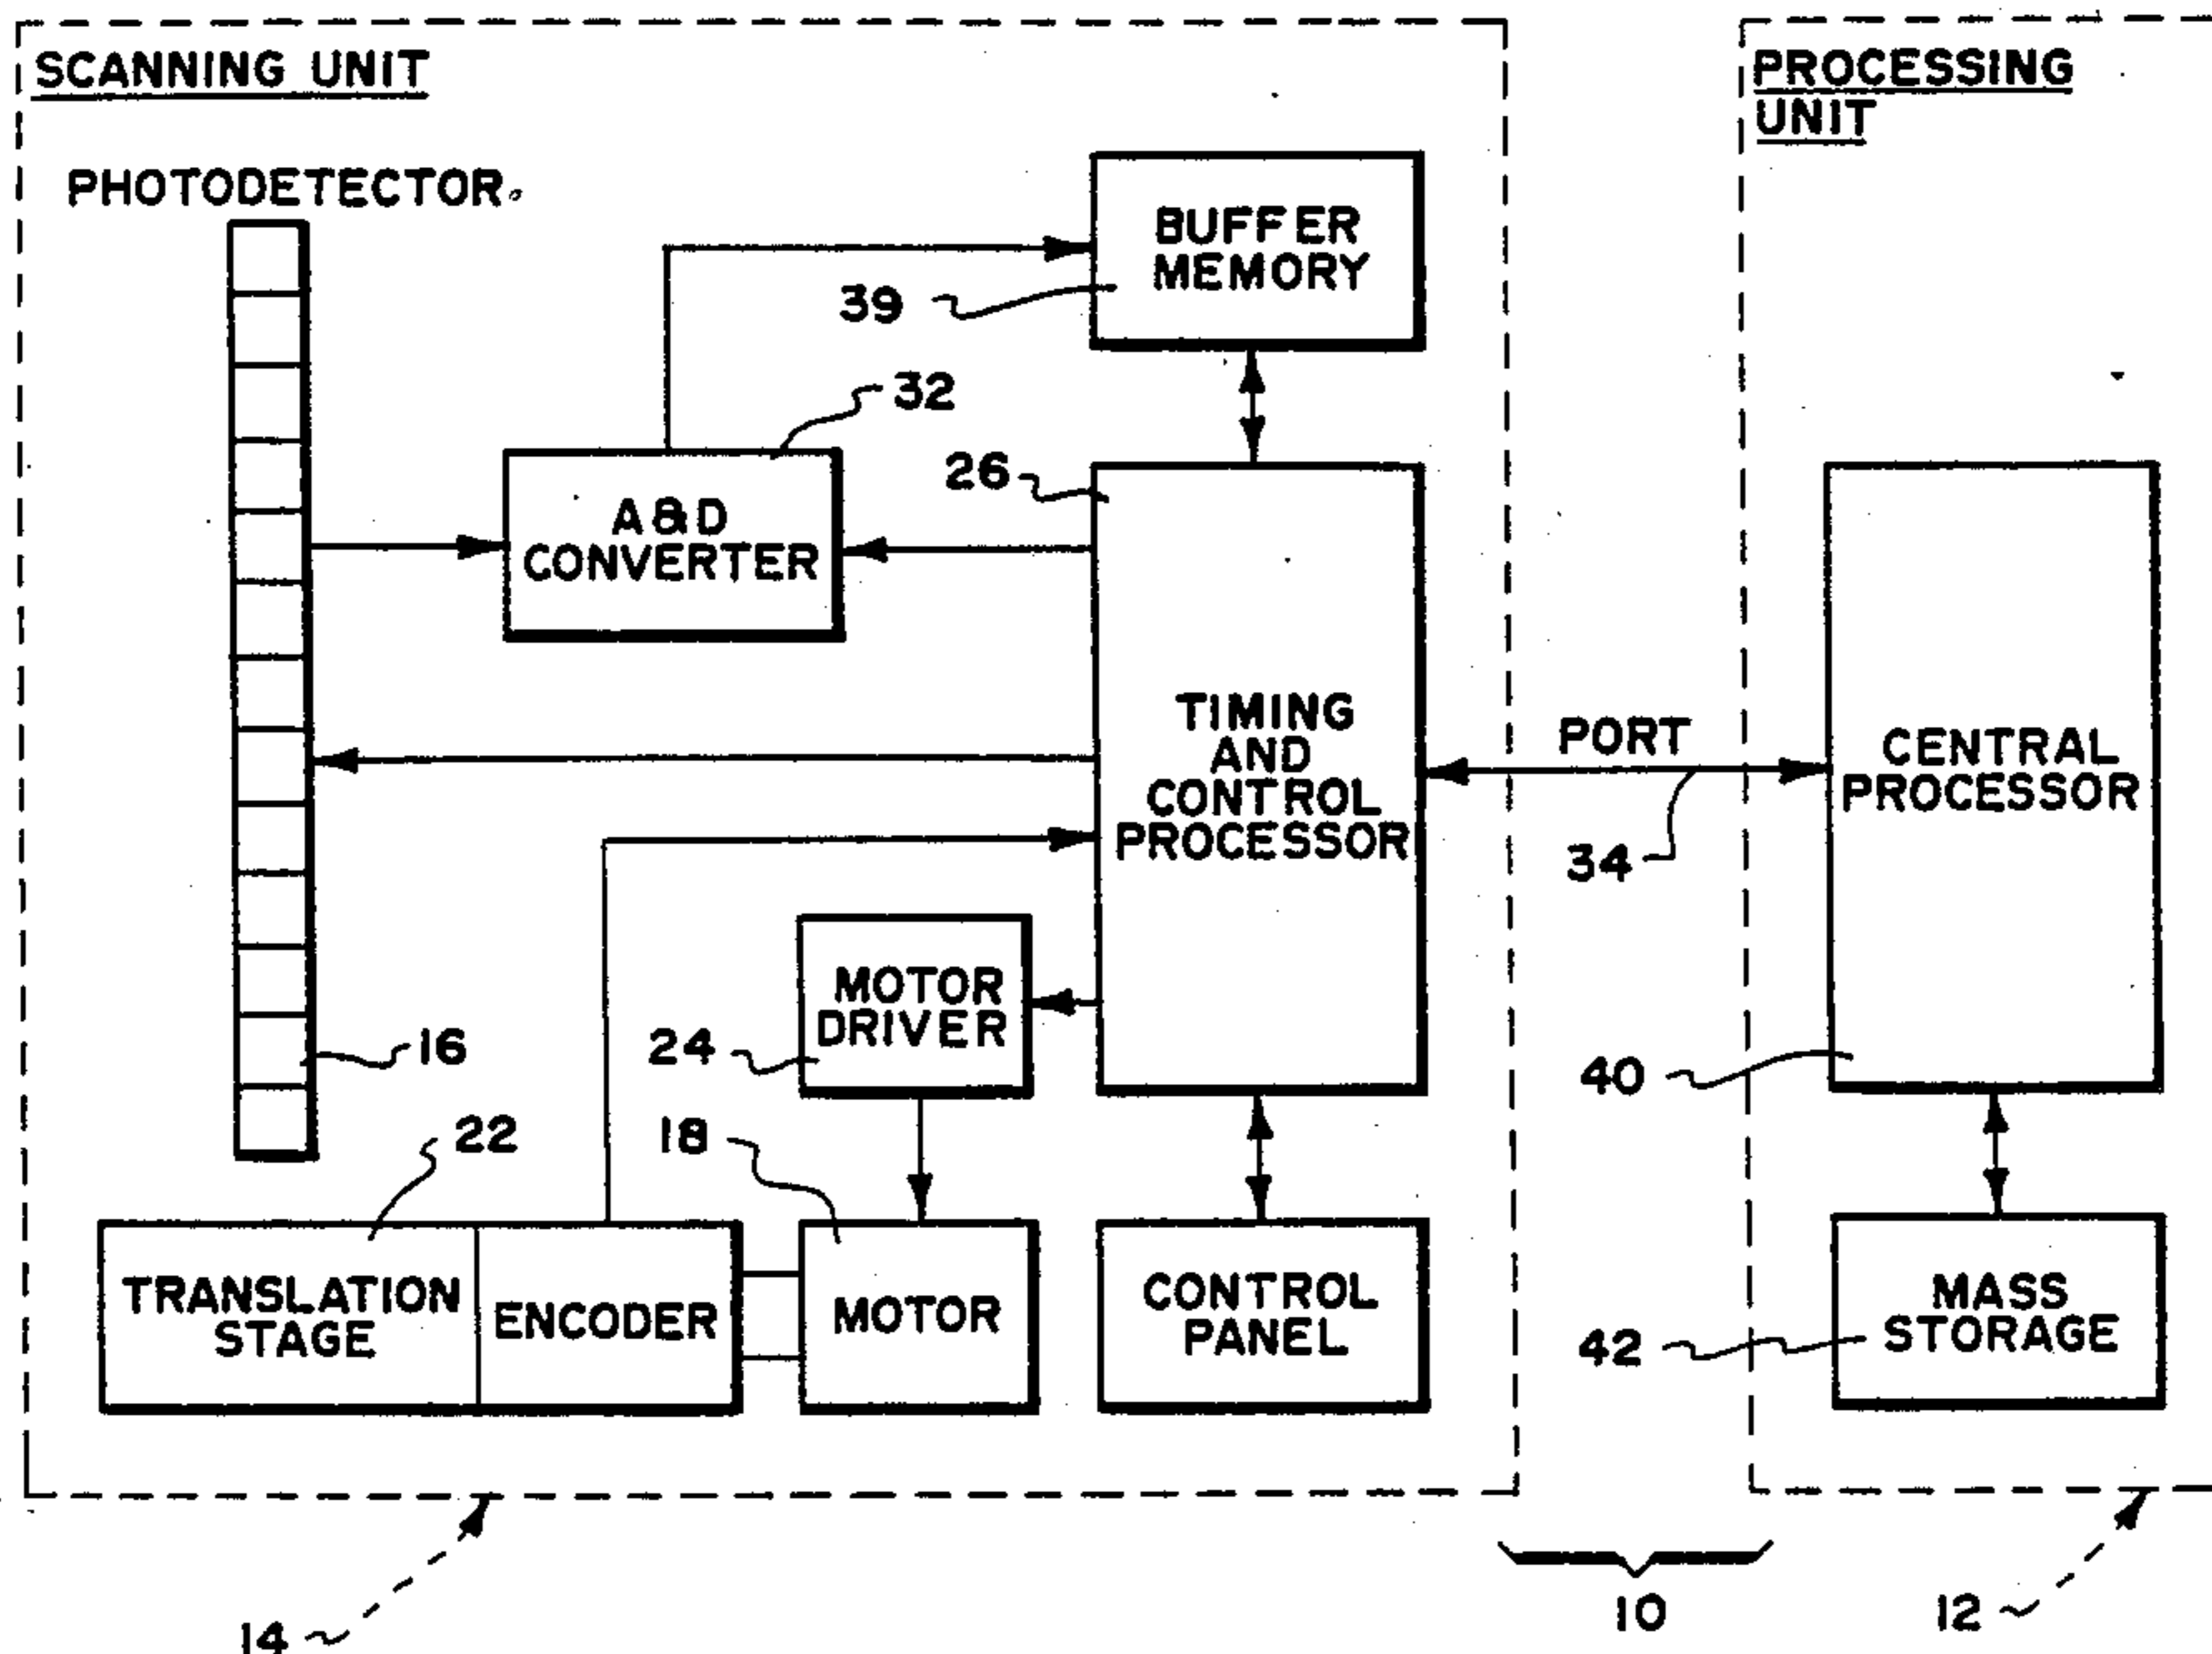 SCANNING UNIT
PROCESSING
UNIT
PHOTODETECTOR
BUFFER
MEMORY
39
32
26
A&D
CONVERTER
TIMING
AND
CONTROL
PROCESSOR
PORT
34
CENTRAL
PROCESSOR
MOTOR
DRIVER
24
16
40
22
18
TRANSLATION
STAGE
ENCODER
MOTOR
CONTROL
PANEL
MASS
STORAGE
42
14
10
12